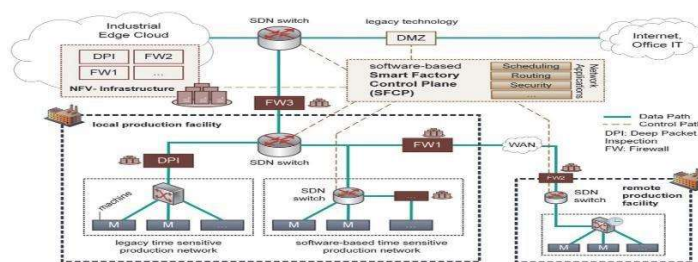 Industrial
Edge Cloud
DPI
FW2
FW1
...
NFV- Infrastructure
SDN switch
legacy technology
DMZ
Internet,
Office IT
software-based
Smart Factory
Control Plane
(SFCP)
Scheduling
Routing
Security
Network
Applications
FW3
local production facility
SDN switch
DPI
FW1
WAN
Data Path
Control Path
DPI: Deep Packet
Inspection
FW: Firewall
FW2
SDN
switch
remote
production
facility
machine
M
M
legacy time sensitive
production network
SDN
switch
M
M
software-based time sensitive
production network
M
M